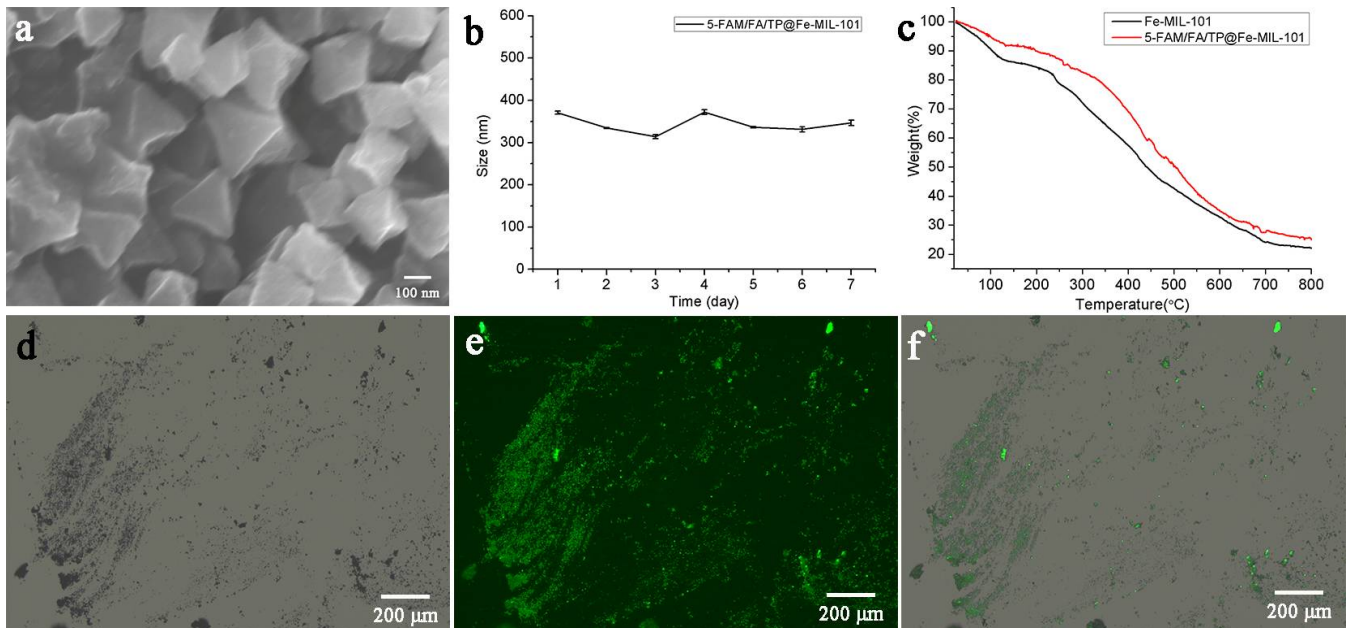 a
100 nm
b
5-FAM/FA/TP@Fe-MIL-101
600
500
400
300
200
100
0
Size (nm)
1 2 3 4 5 6 7
Time (day)
c
Fe-MIL-101
5-FAM/FA/TP@Fe-MIL-101
100
90
80
70
60
50
40
30
20
Weight(%)
100 200 300 400 500 600 700 800
Temperature(°C)
d
200 μm
e
200 μm
f
200 μm